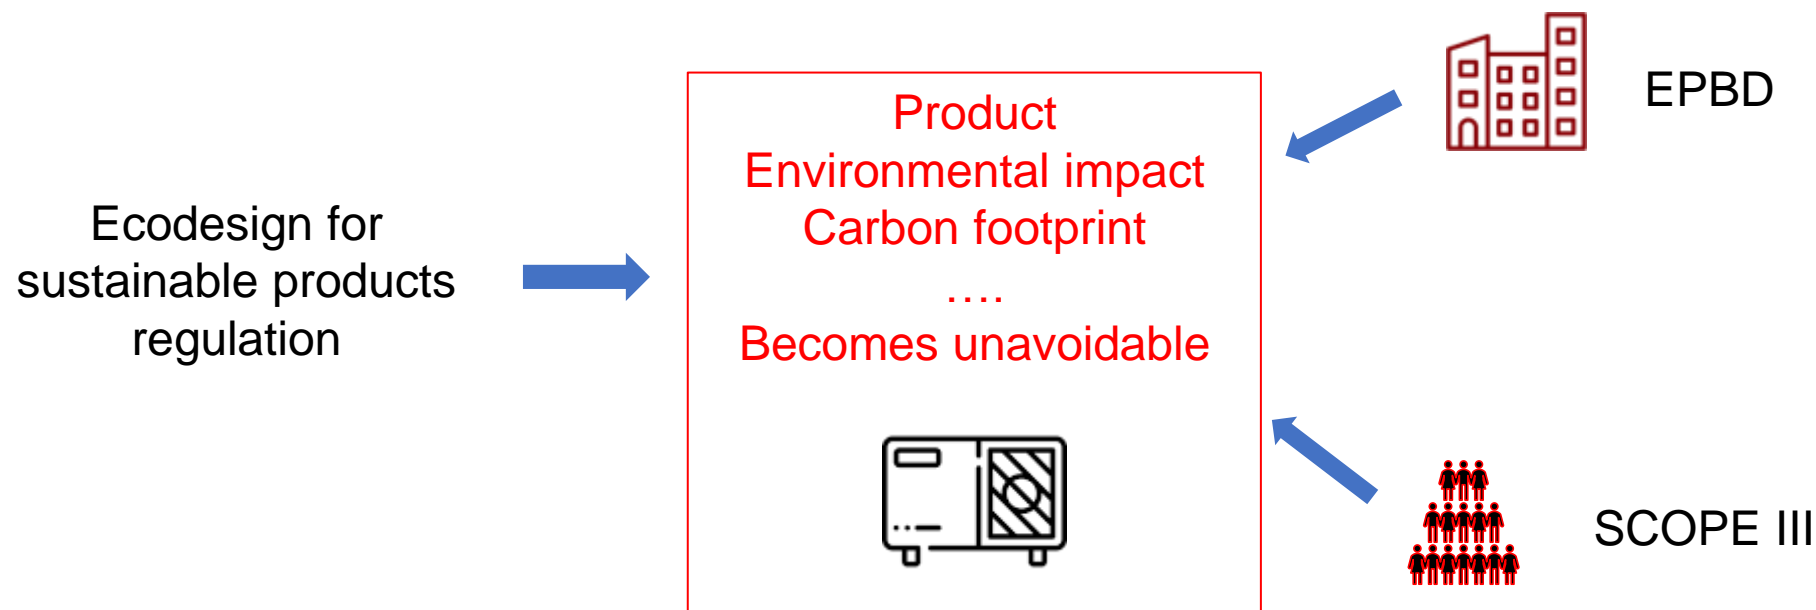 Ecodesign for
sustainable products
regulation
Product
Environmental impact
Carbon footprint
….
Becomes unavoidable
EPBD
SCOPE III